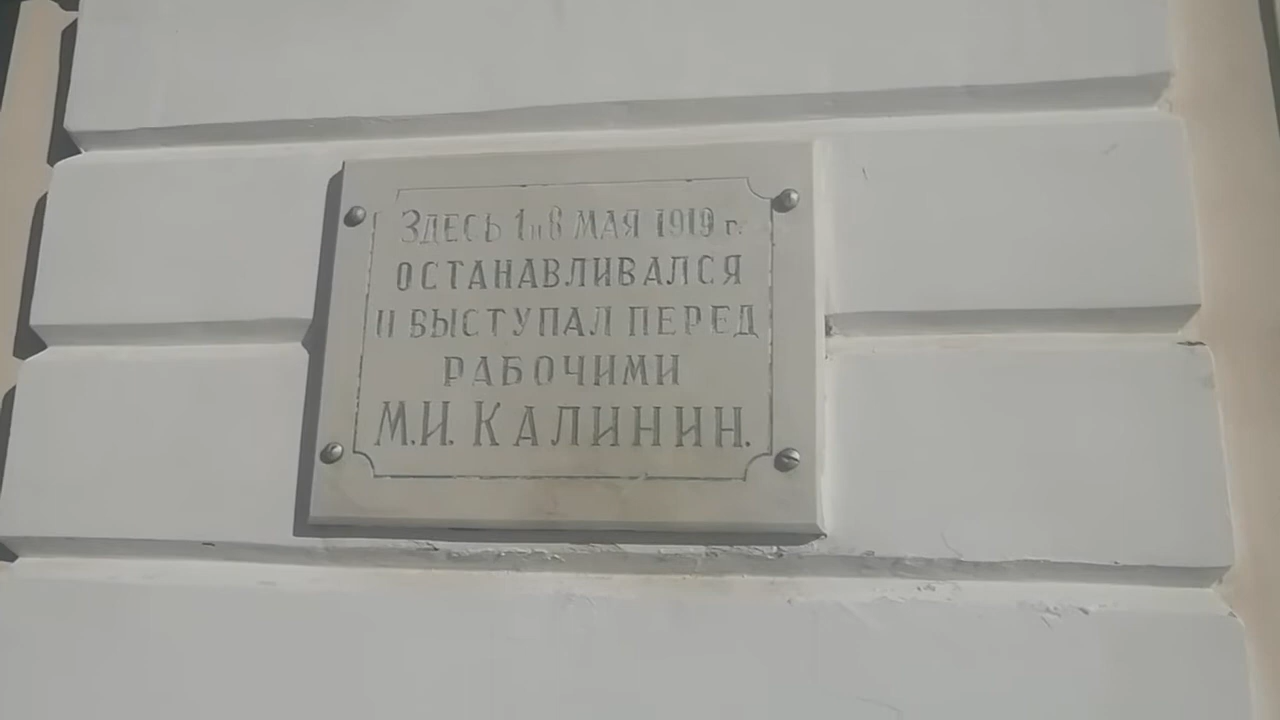 Здесь 1 и 8 мая 1919 г.
останавливался
и выступал перед
рабочими
М.И. Калинин.